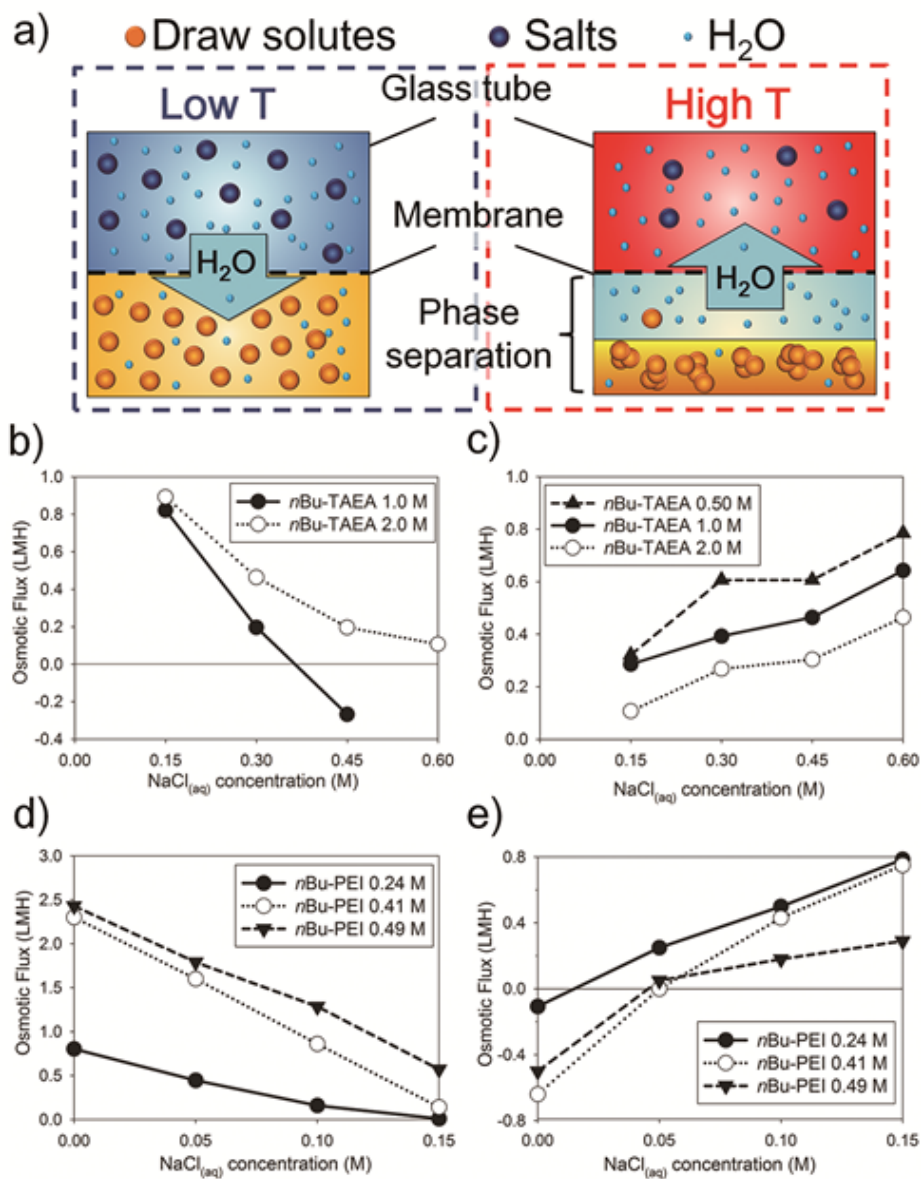 a)
Draw solutes
Salts
H2O
Glass tube
Low T
High T
Membrane
H2O
H2O
Phase
separation
b)
1.0
0.8
0.6
0.4
0.2
0.0
-0.2
-0.4
Osmotic Flux (LMH)
nBu-TAEA 1.0 M
nBu-TAEA 2.0 M
0.00 0.15 0.30 0.45 0.60
NaCl(aq) concentration (M)
c)
1.0
0.8
0.6
0.4
0.2
0.0
Osmotic Flux (LMH)
nBu-TAEA 0.50 M
nBu-TAEA 1.0 M
nBu-TAEA 2.0 M
0.00 0.15 0.30 0.45 0.60
NaCl(aq) concentration (M)
d)
3.0
2.5
2.0
1.5
1.0
0.5
0.0
Osmotic Flux (LMH)
nBu-PEI 0.24 M
nBu-PEI 0.41 M
nBu-PEI 0.49 M
0.00 0.05 0.10 0.15
NaCl(aq) concentration (M)
e)
0.8
0.4
0.0
-0.4
-0.8
Osmotic Flux (LMH)
nBu-PEI 0.24 M
nBu-PEI 0.41 M
nBu-PEI 0.49 M
0.00 0.05 0.10 0.15
NaCl(aq) concentration (M)